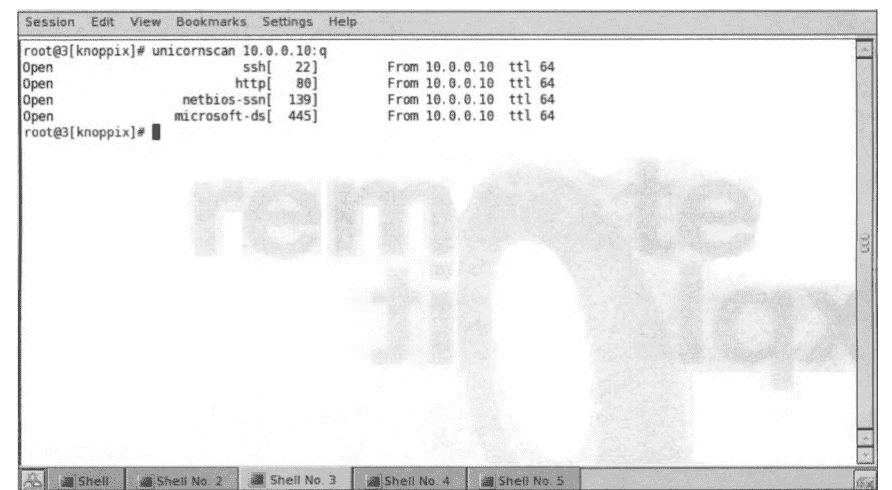 Session Edit View Bookmarks Settings Help
root@3[knoppix]# unicornscan 10.0.0.10:q
Open ssh[ 22] From 10.0.0.10 ttl 64
Open http[ 80] From 10.0.0.10 ttl 64
Open netbios-ssn[ 139] From 10.0.0.10 ttl 64
Open microsoft-ds[ 445] From 10.0.0.10 ttl 64
root@3[knoppix]#
remote
Shell Shell No. 2 Shell No. 3 Shell No. 4 Shell No. 5